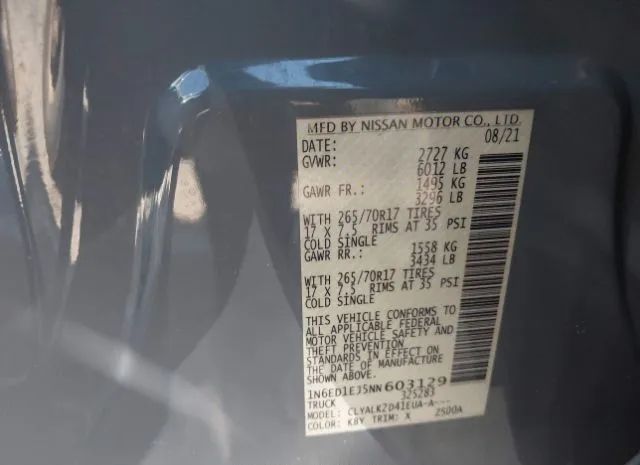 MFD BY NISSAN MOTOR CO., LTD.
DATE: 08/21
GVWR: 2727 KG
6012 LB
GAWR FR.: 1495 KG
3296 LB
WITH 265/70R17 TIRES
17 X 7.5 RIMS AT 35 PSI
COLD SINGLE
GAWR RR.: 1558 KG
3434 LB
WITH 265/70R17 TIRES
17 X 7.5 RIMS AT 35 PSI
COLD SINGLE
THIS VEHICLE CONFORMS TO
ALL APPLICABLE FEDERAL
MOTOR VEHICLE SAFETY AND
THEFT PREVENTION
STANDARDS IN EFFECT ON
THE DATE OF MANUFACTURE
SHOWN ABOVE.
1N6ED1EJ5NN603129
TRUCK 325283
MODEL: CLYALKZD41EUA-A---
COLOR: KBY TRIM: X 2500A